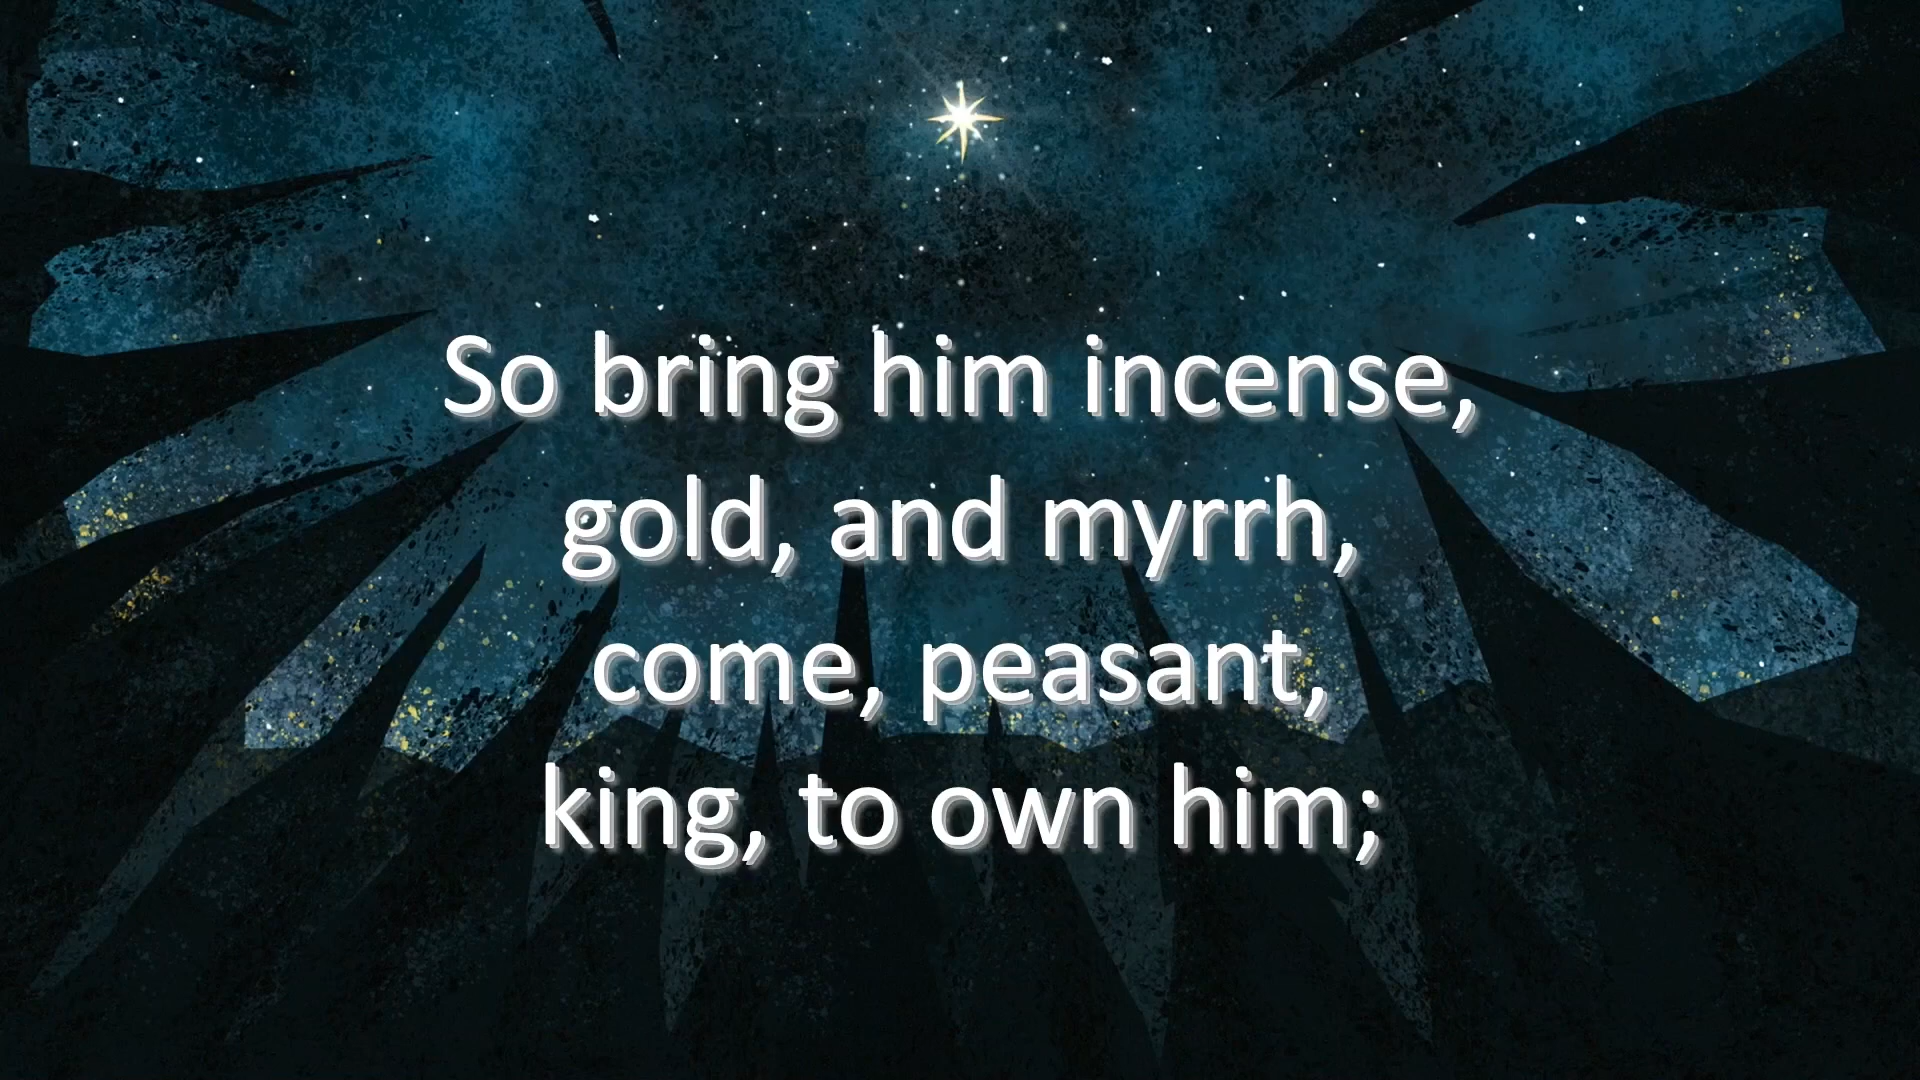 So bring him incense,
gold, and myrrh,
come, peasant,
king, to own him;